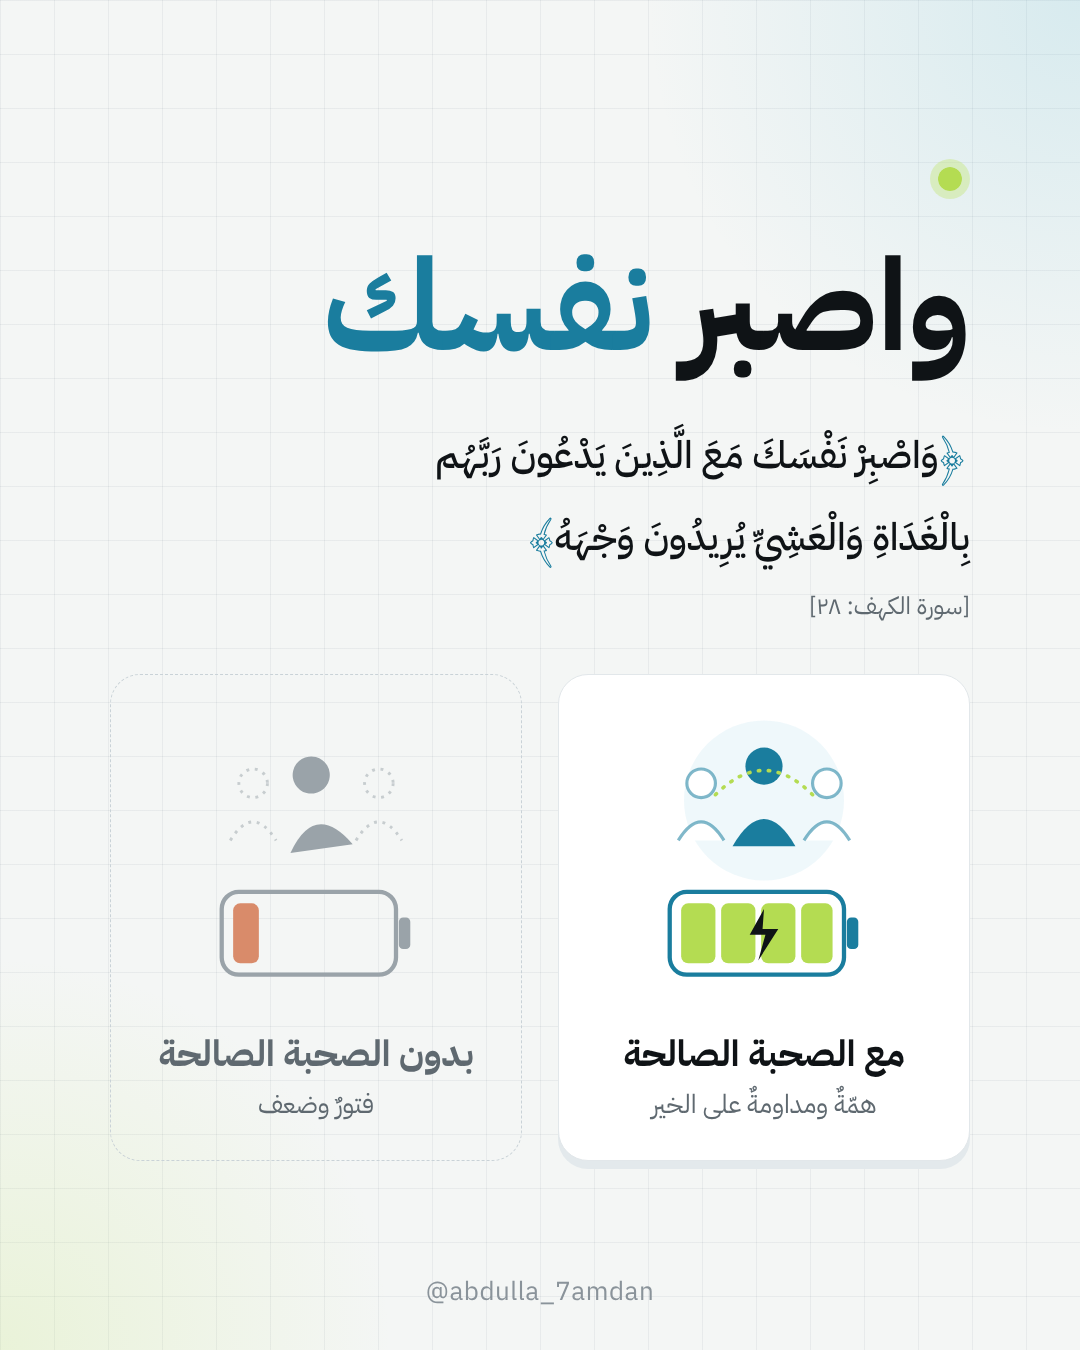 واصبر نفسك
﴿وَاصْبِرْ نَفْسَكَ مَعَ الَّذِينَ يَدْعُونَ رَبَّهُم
بِالْغَدَاةِ وَالْعَشِيِّ يُرِيدُونَ وَجْهَهُ﴾
[سورة الكهف: ٢٨]
مع الصحبة الصالحة
همّةٌ ومداومةٌ على الخير
بدون الصحبة الصالحة
فتورٌ وضعف
@abdulla_7amdan